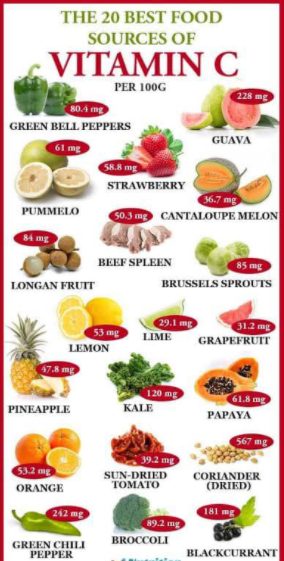 THE 20 BEST FOOD
SOURCES OF
VITAMIN C
PER 100G
80.4 mg
GREEN BELL PEPPERS
228 mg
GUAVA
61 mg
PUMMELO
58.8 mg
STRAWBERRY
36.7 mg
CANTALOUPE MELON
84 mg
LONGAN FRUIT
50.3 mg
BEEF SPLEEN
85 mg
BRUSSELS SPROUTS
53 mg
LEMON
29.1 mg
LIME
31.2 mg
GRAPEFRUIT
47.8 mg
PINEAPPLE
120 mg
KALE
61.8 mg
PAPAYA
53.2 mg
ORANGE
39.2 mg
SUN-DRIED
TOMATO
567 mg
CORIANDER
(DRIED)
242 mg
GREEN CHILI
PEPPER
89.2 mg
BROCCOLI
181 mg
BLACKCURRANT